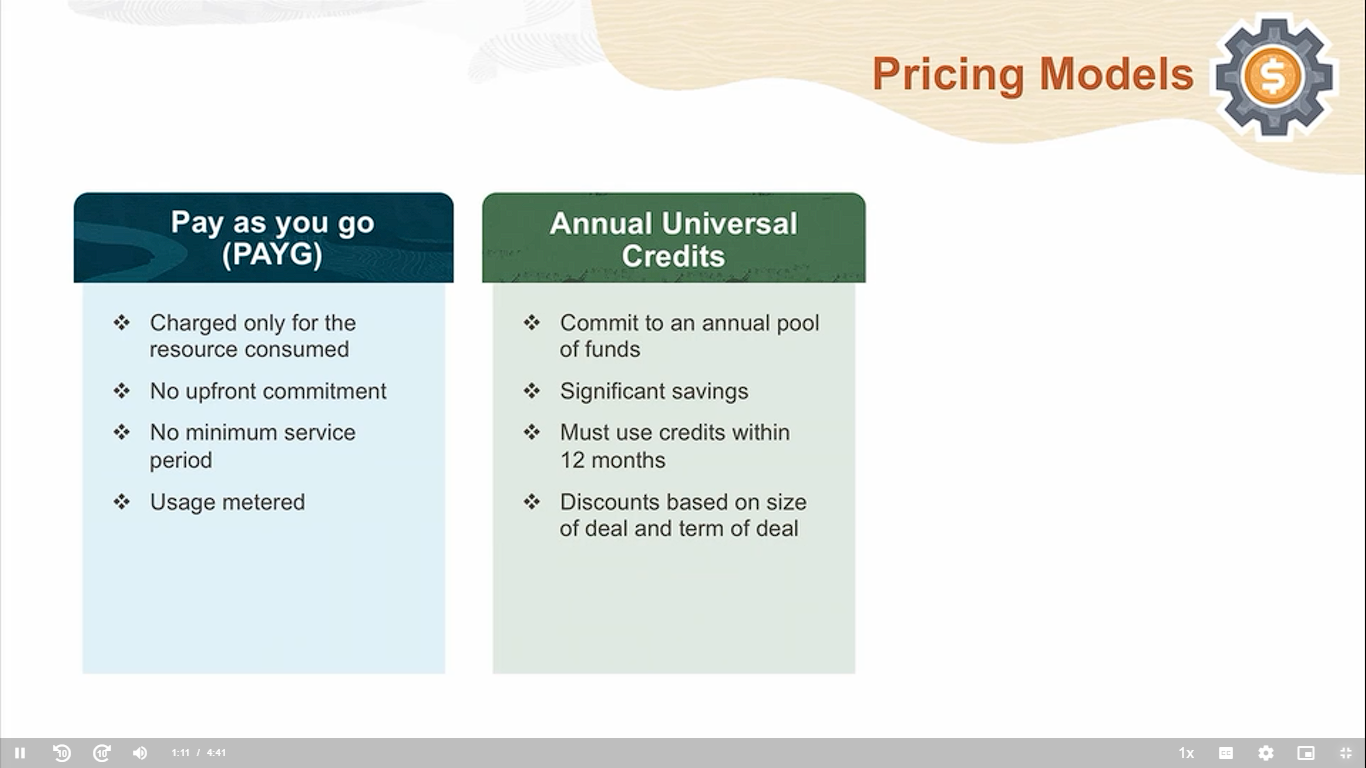 Pricing Models
$
Pay as you go
(PAYG)
❖ Charged only for the
resource consumed
❖ No upfront commitment
❖ No minimum service
period
❖ Usage metered
Annual Universal
Credits
❖ Commit to an annual pool
of funds
❖ Significant savings
❖ Must use credits within
12 months
❖ Discounts based on size
of deal and term of deal
10
10
1:11 / 4:41
1x
CC